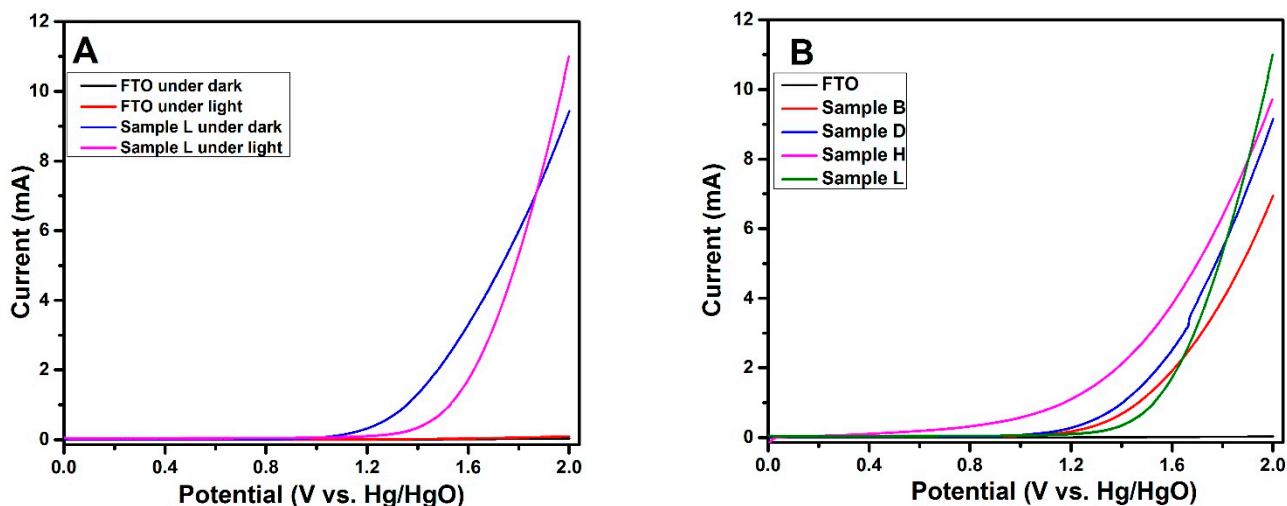 A
FTO under dark
FTO under light
Sample L under dark
Sample L under light
Current (mA)
12
10
8
6
4
2
0
0.0 0.4 0.8 1.2 1.6 2.0
Potential (V vs. Hg/HgO)
B
FTO
Sample B
Sample D
Sample H
Sample L
Current (mA)
12
10
8
6
4
2
0
0.0 0.4 0.8 1.2 1.6 2.0
Potential (V vs. Hg/HgO)